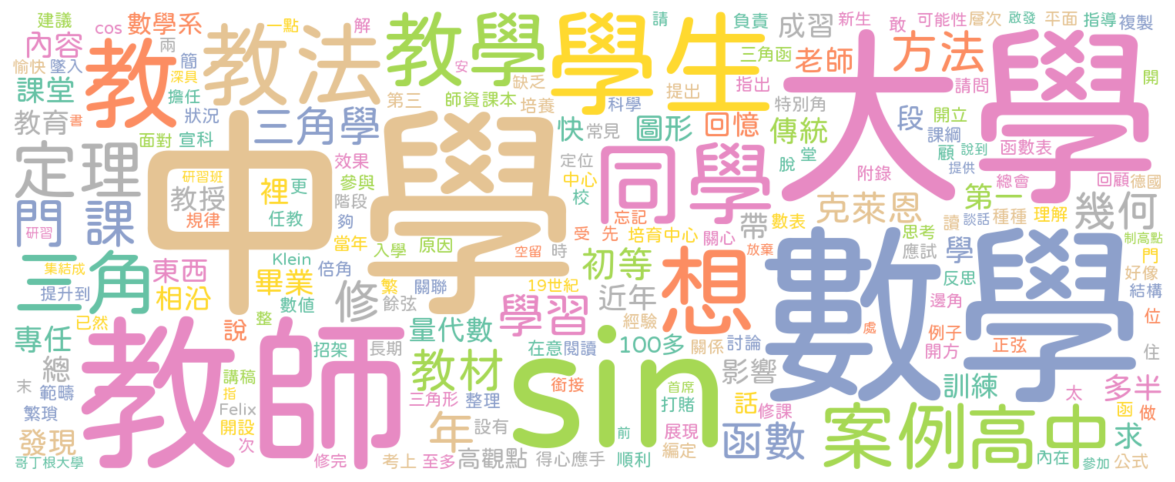 建議 cos 數學系 一點 解 教學 學生 請 負責 成習 新生 敢 可能性 層次 啟發 平面 指導 複製
內容 兩 教 教法 三角函 老師 方法 大學
愉快 墜入 簡 安 缺乏 提出 指出 請問 開
課堂 深具 擔任 第三 師資 課本 培養 科學 特別角 開立
教育 書 狀況 三角學 快 常見 圖形 回憶 傳統 段 課綱 函數表
面對 宣科 中學 同學 定位 堂 脫 顧 說到
定理 研習班 效果 裡 更 中心 附錄 提供 總會 回顧 德國
教授 參與 校 帶 數表 克萊恩 第一 種種 理解 幾何
門課 規律 任教 階段 夠 忘記 讀 談話
研習 當年 受 先 培育中心 關心 放棄 思考 學 制高點
三角 集結成 東西 Klein 入學 原因 空留 時 初等 想 數學 應試 反思 門 好像
提升到 相沿 畢業 倍角 繁 關聯 19世紀 近年 邊角 結構
數值 修 餘弦 學習 經驗 處 例子 位
已然 整 說 量代數 sin 100多 關係 討論 開方 正弦 住
專任 教師 招架 長期 在意 閱讀 影響 訓練 太 多半
總 末 範疇 講稿 指 教材 銜接 首席 打賭 話 修課 案例 高中 函 做
繁瑣 Felix 三角形 整理 年 設有 前 展現 函數 求
發現 開設 次 編定 內在 公式
哥丁根大學 修完 考上 至多 高觀點 得心應手 順利 參加